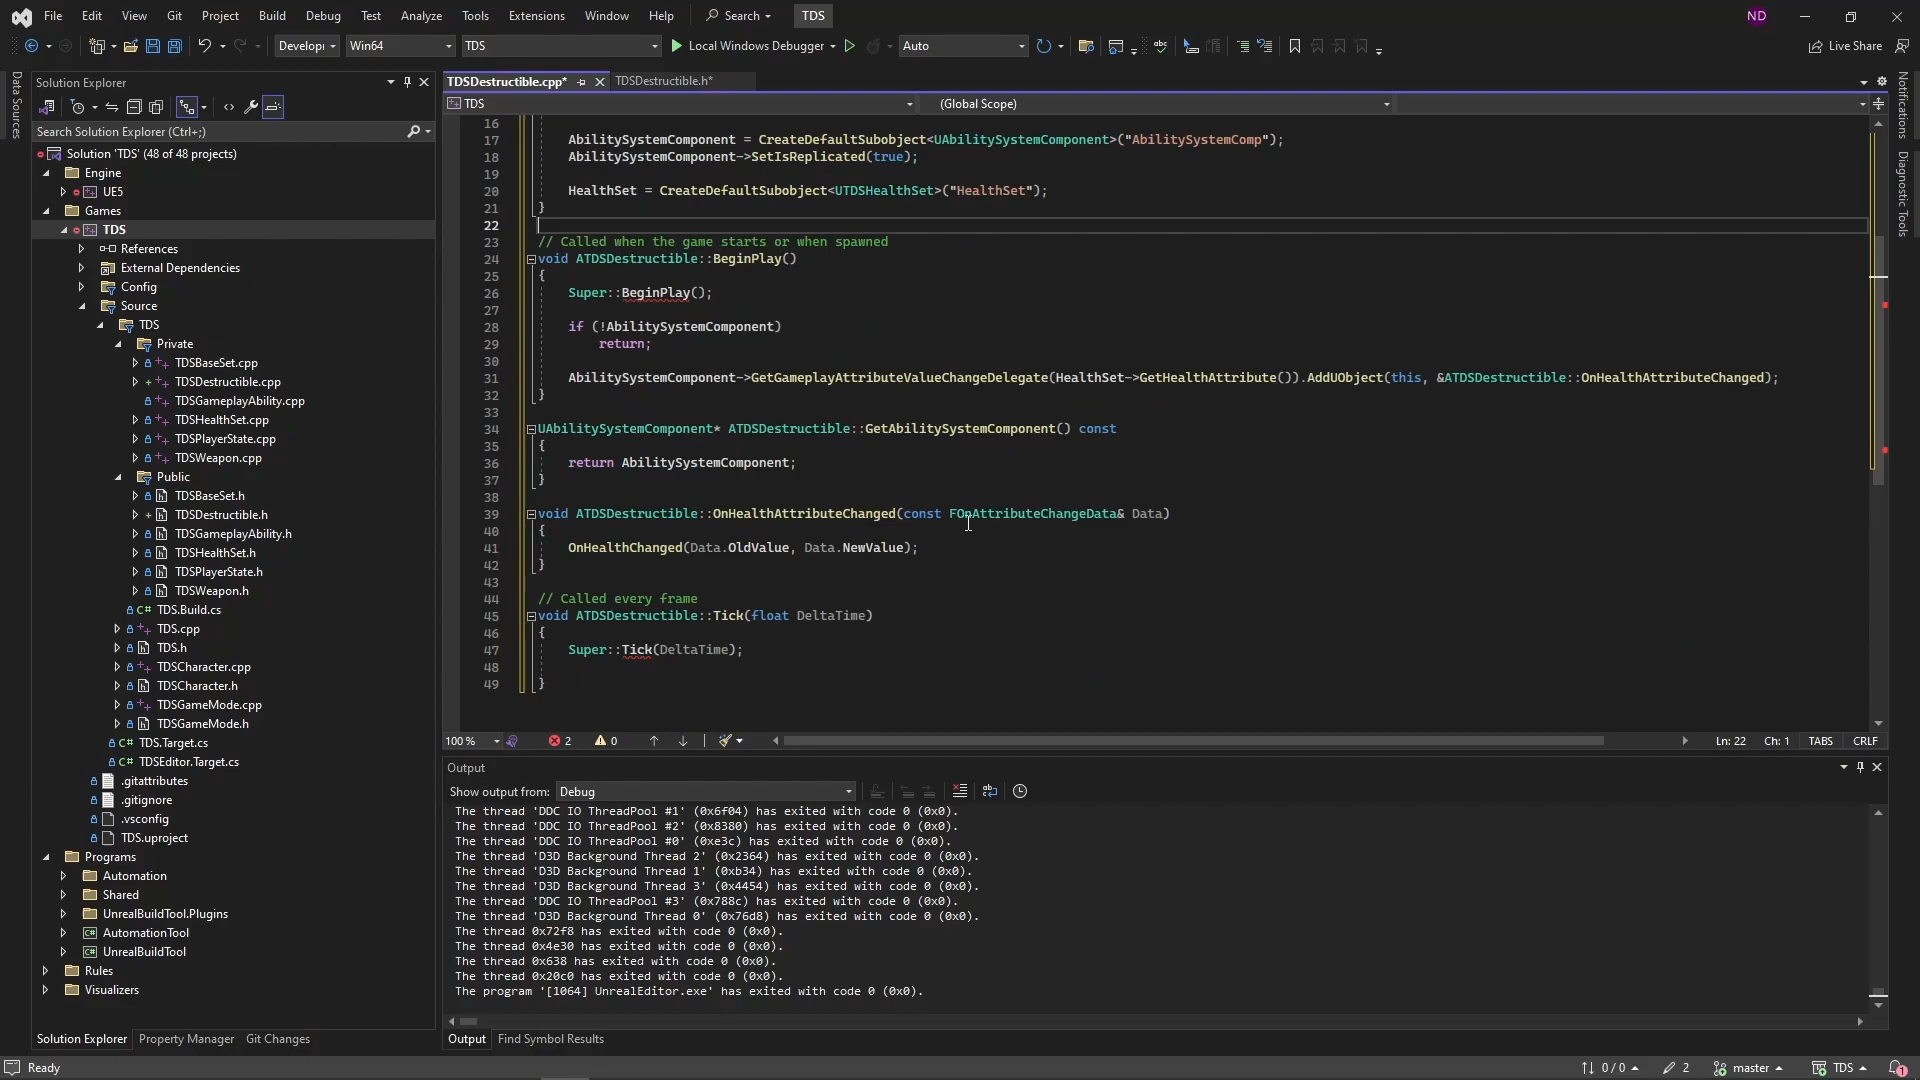 File Edit View Git Project Build Debug Test Analyze Tools Extensions Window Help Search TDS ND
Develop Win64 TDS Local Windows Debugger Auto Live Share
Data Sources
Solution Explorer
Search Solution Explorer (Ctrl+;)
Solution 'TDS' (48 of 48 projects)
Engine
UE5
Games
TDS
References
External Dependencies
Config
Source
TDS
Private
TDSBaseSet.cpp
TDSDestructible.cpp
TDSGameplayAbility.cpp
TDSHealthSet.cpp
TDSPlayerState.cpp
TDSWeapon.cpp
Public
TDSBaseSet.h
TDSDestructible.h
TDSGameplayAbility.h
TDSHealthSet.h
TDSPlayerState.h
TDSWeapon.h
TDS.Build.cs
TDS.cpp
TDS.h
TDSCharacter.cpp
TDSCharacter.h
TDSGameMode.cpp
TDSGameMode.h
TDS.Target.cs
TDSEditor.Target.cs
.gitattributes
.gitignore
.vsconfig
TDS.uproject
Programs
Automation
Shared
UnrealBuildTool.Plugins
AutomationTool
UnrealBuildTool
Rules
Visualizers
Solution Explorer Property Manager Git Changes
TDSDestructible.cpp* TDSDestructible.h*
TDS (Global Scope)
16
17 AbilitySystemComponent = CreateDefaultSubobject<UAbilitySystemComponent>("AbilitySystemComp");
18 AbilitySystemComponent->SetIsReplicated(true);
19
20 HealthSet = CreateDefaultSubobject<UTDSHealthSet>("HealthSet");
21 }
22
23 // Called when the game starts or when spawned
24 void ATDSDestructible::BeginPlay()
25 {
26 Super::BeginPlay();
27
28 if (!AbilitySystemComponent)
29 return;
30
31 AbilitySystemComponent->GetGameplayAttributeValueChangeDelegate(HealthSet->GetHealthAttribute()).AddUObject(this, &ATDSDestructible::OnHealthAttributeChanged);
32 }
33
34 UAbilitySystemComponent* ATDSDestructible::GetAbilitySystemComponent() const
35 {
36 return AbilitySystemComponent;
37 }
38
39 void ATDSDestructible::OnHealthAttributeChanged(const FOnAttributeChangeData& Data)
40 {
41 OnHealthChanged(Data.OldValue, Data.NewValue);
42 }
43
44 // Called every frame
45 void ATDSDestructible::Tick(float DeltaTime)
46 {
47 Super::Tick(DeltaTime);
48
49 }
100 % 2 0 Ln: 22 Ch: 1 TABS CRLF
Output
Show output from: Debug
The thread 'DDC IO ThreadPool #1' (0x6f04) has exited with code 0 (0x0).
The thread 'DDC IO ThreadPool #2' (0x8380) has exited with code 0 (0x0).
The thread 'DDC IO ThreadPool #0' (0xe3c) has exited with code 0 (0x0).
The thread 'D3D Background Thread 2' (0x2364) has exited with code 0 (0x0).
The thread 'D3D Background Thread 1' (0xb34) has exited with code 0 (0x0).
The thread 'D3D Background Thread 3' (0x4454) has exited with code 0 (0x0).
The thread 'DDC IO ThreadPool #3' (0x788c) has exited with code 0 (0x0).
The thread 'D3D Background Thread 0' (0x76d8) has exited with code 0 (0x0).
The thread 0x72f8 has exited with code 0 (0x0).
The thread 0x4e30 has exited with code 0 (0x0).
The thread 0x638 has exited with code 0 (0x0).
The thread 0x20c0 has exited with code 0 (0x0).
The program '[1064] UnrealEditor.exe' has exited with code 0 (0x0).
Output Find Symbol Results
Notifications
Diagnostic Tools
Ready 0 / 0 2 master TDS 1